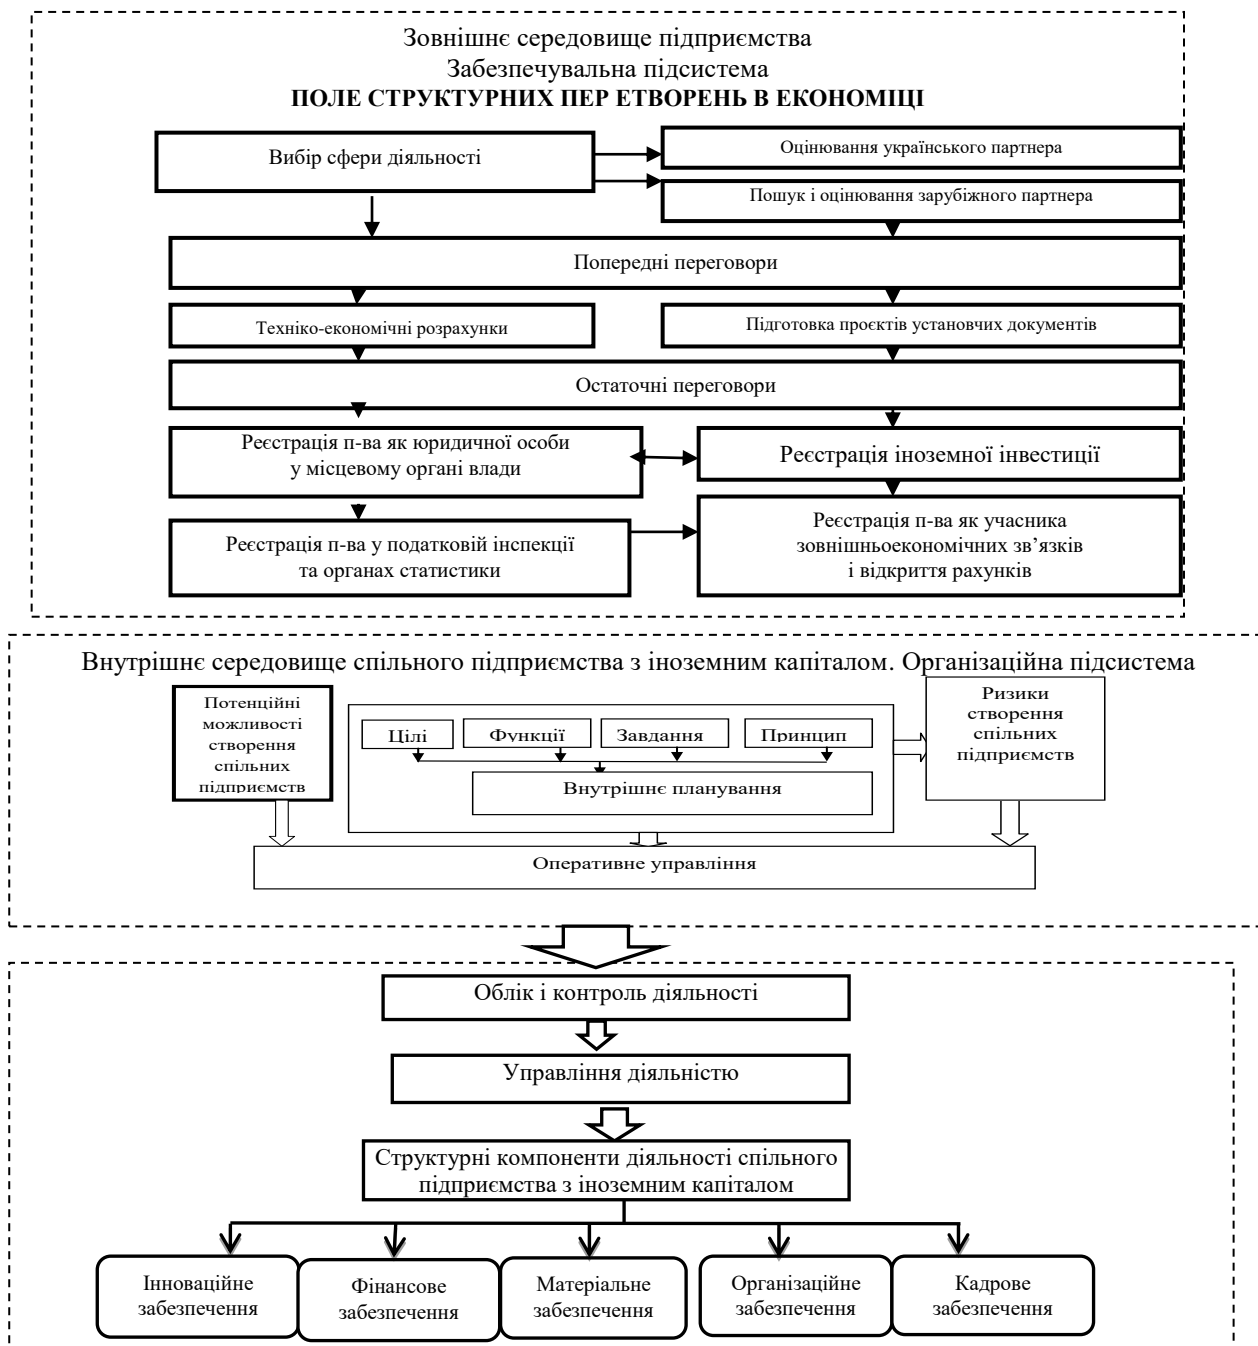 Зовнішнє середовище підприємства
Забезпечувальна підсистема
ПОЛЕ СТРУКТУРНИХ ПЕР ЕТВОРЕНЬ В ЕКОНОМІЦІ
Вибір сфери діяльності
Оцінювання українського партнера
Пошук і оцінювання зарубіжного партнера
Попередні переговори
Техніко-економічні розрахунки
Підготовка проєктів установчих документів
Остаточні переговори
Реєстрація п-ва як юридичної особи
у місцевому органі влади
Реєстрація іноземної інвестиції
Реєстрація п-ва у податковій інспекції
та органах статистики
Реєстрація п-ва як учасника
зовнішньоекономічних зв’язків
і відкриття рахунків
Внутрішнє середовище спільного підприємства з іноземним капіталом. Організаційна підсистема
Потенційні
можливості
створення
спільних
підприємств
Цілі
Функції
Завдання
Принцип
Внутрішнє планування
Ризики
створення
спільних
підприємств
Оперативне управління
Облік і контроль діяльності
Управління діяльністю
Структурні компоненти діяльності спільного
підприємства з іноземним капіталом
Інноваційне
забезпечення
Фінансове
забезпечення
Матеріальне
забезпечення
Організаційне
забезпечення
Кадрове
забезпечення